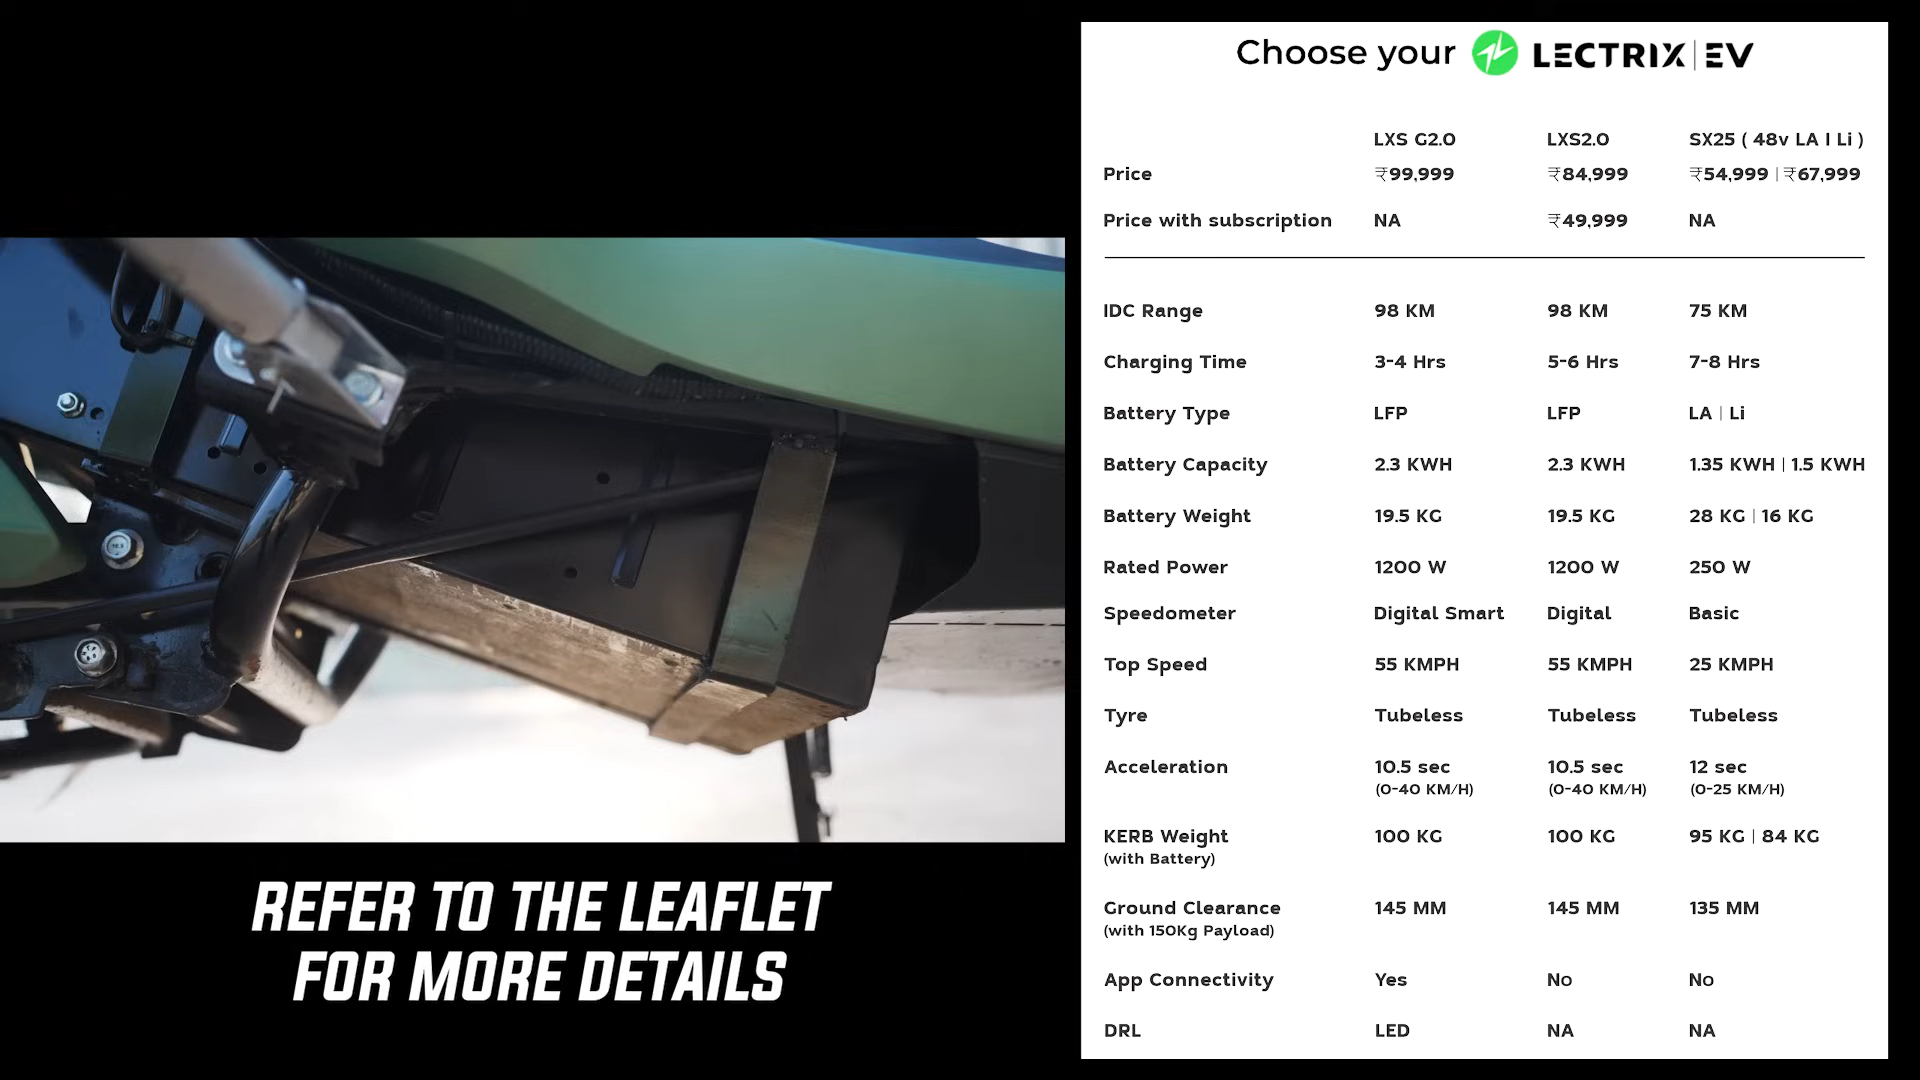 Choose your LECTRIX | EV
LXS G2.0 LXS2.0 SX25 ( 48v LA | Li )
Price ₹99,999 ₹84,999 ₹54,999 | ₹67,999
Price with subscription NA ₹49,999 NA
IDC Range 98 KM 98 KM 75 KM
Charging Time 3-4 Hrs 5-6 Hrs 7-8 Hrs
Battery Type LFP LFP LA | Li
Battery Capacity 2.3 KWH 2.3 KWH 1.35 KWH | 1.5 KWH
Battery Weight 19.5 KG 19.5 KG 28 KG | 16 KG
Rated Power 1200 W 1200 W 250 W
Speedometer Digital Smart Digital Basic
Top Speed 55 KMPH 55 KMPH 25 KMPH
Tyre Tubeless Tubeless Tubeless
Acceleration 10.5 sec 10.5 sec 12 sec
(0-40 KM/H) (0-40 KM/H) (0-25 KM/H)
KERB Weight 100 KG 100 KG 95 KG | 84 KG
(with Battery)
Ground Clearance 145 MM 145 MM 135 MM
(with 150Kg Payload)
App Connectivity Yes No No
DRL LED NA NA
REFER TO THE LEAFLET
FOR MORE DETAILS